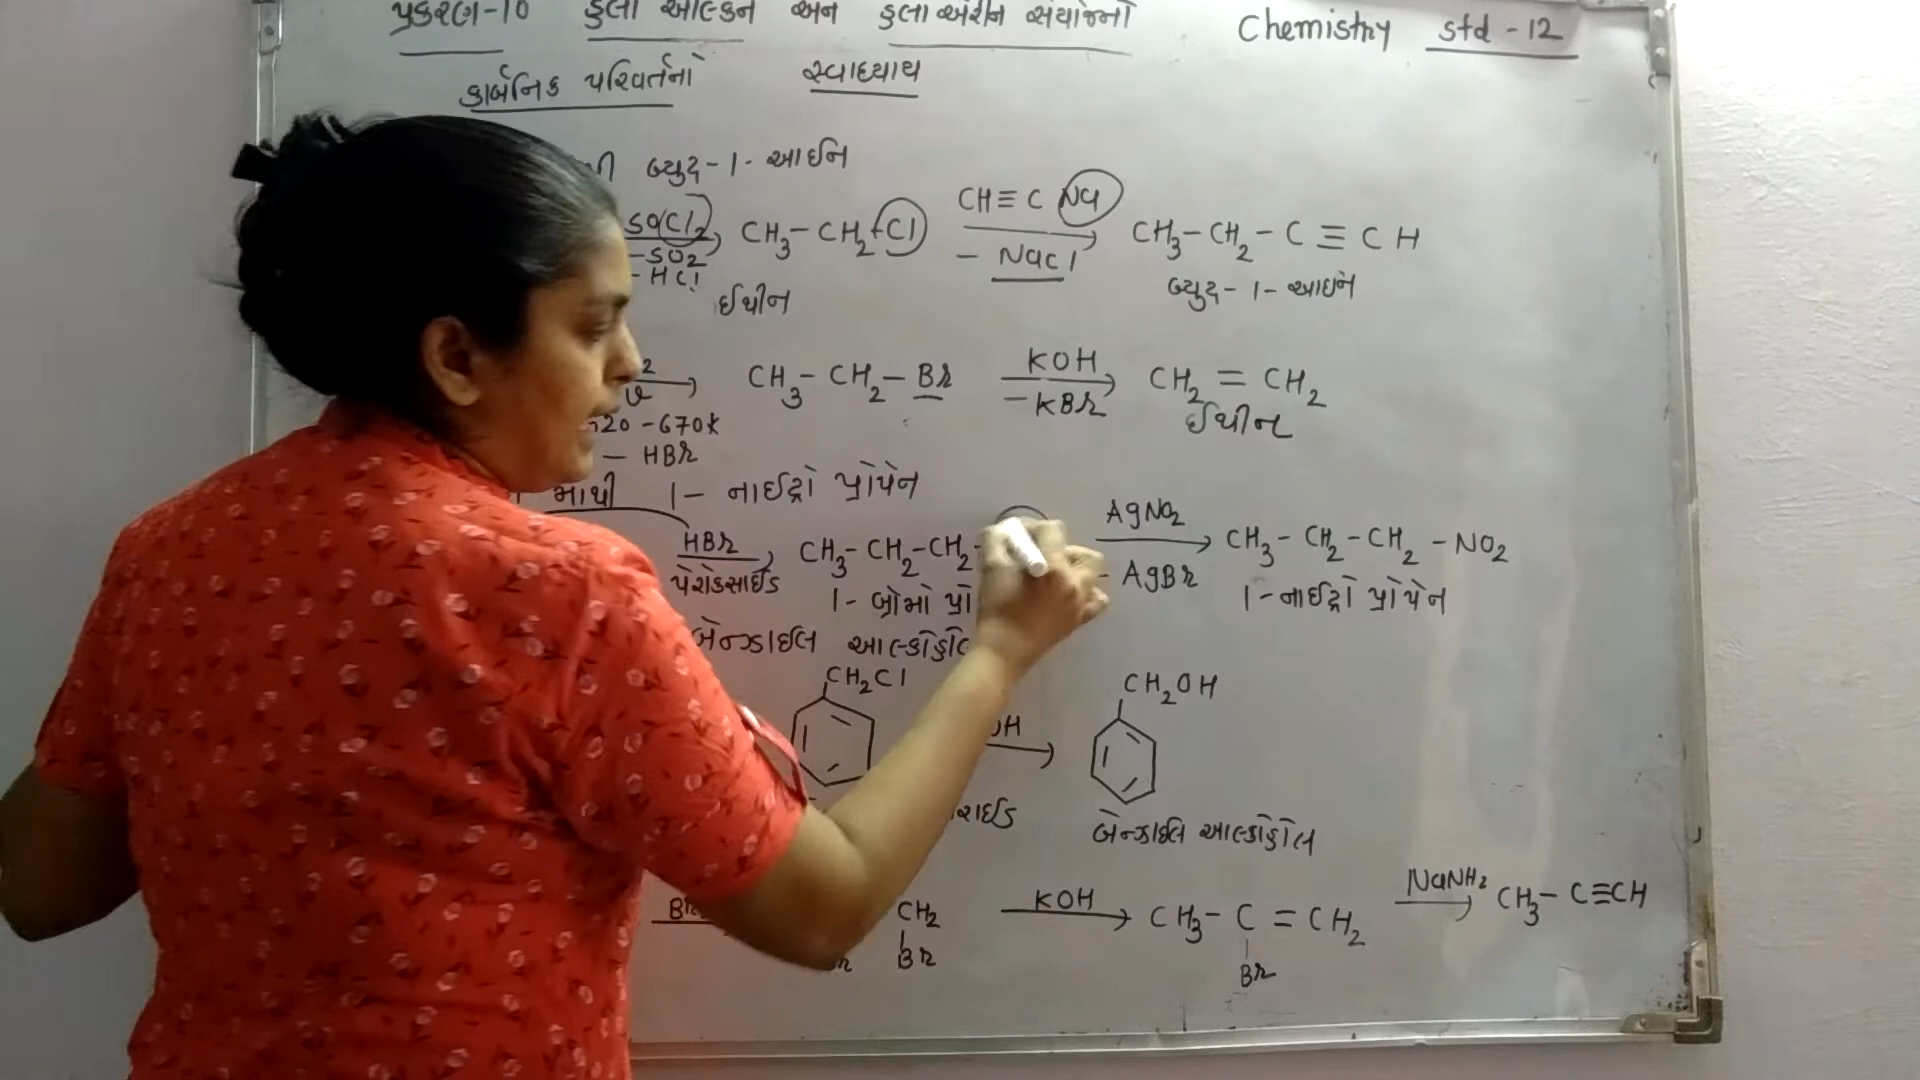 પ્રકરણ-10 હેલો આલ્કેન અને હેલો એરીન સંયોજનો Chemistry std - 12
કાર્બનિક પરિવર્તનો સ્વાધ્યાય
બ્યુટ - 1 - આઈન
SOCl2 CH3 - CH2 - Cl CH ≡ C Na CH3 - CH2 - C ≡ CH
- SO2 - NaCl
- HCl
ઈથીન બ્યુટ - 1 - આઈન
CH3 - CH2 - Br KOH CH2 = CH2
- KBr
-670K ઈથીન
- HBr
માંથી 1- નાઈટ્રો પ્રોપેન
HBr CH3 - CH2 - CH2 AgNO2 CH3 - CH2 - CH2 - NO2
પેરોક્સાઈડ - AgBr
1 - બ્રોમો 1 - નાઈટ્રો પ્રોપેન
બેન્ઝાઈલ
CH2Cl CH2OH
OH
બેન્ઝાઈલ આલ્કોહોલ
CH2 KOH CH3 - C = CH2 NaNH2 CH3 - C ≡ CH
Br Br